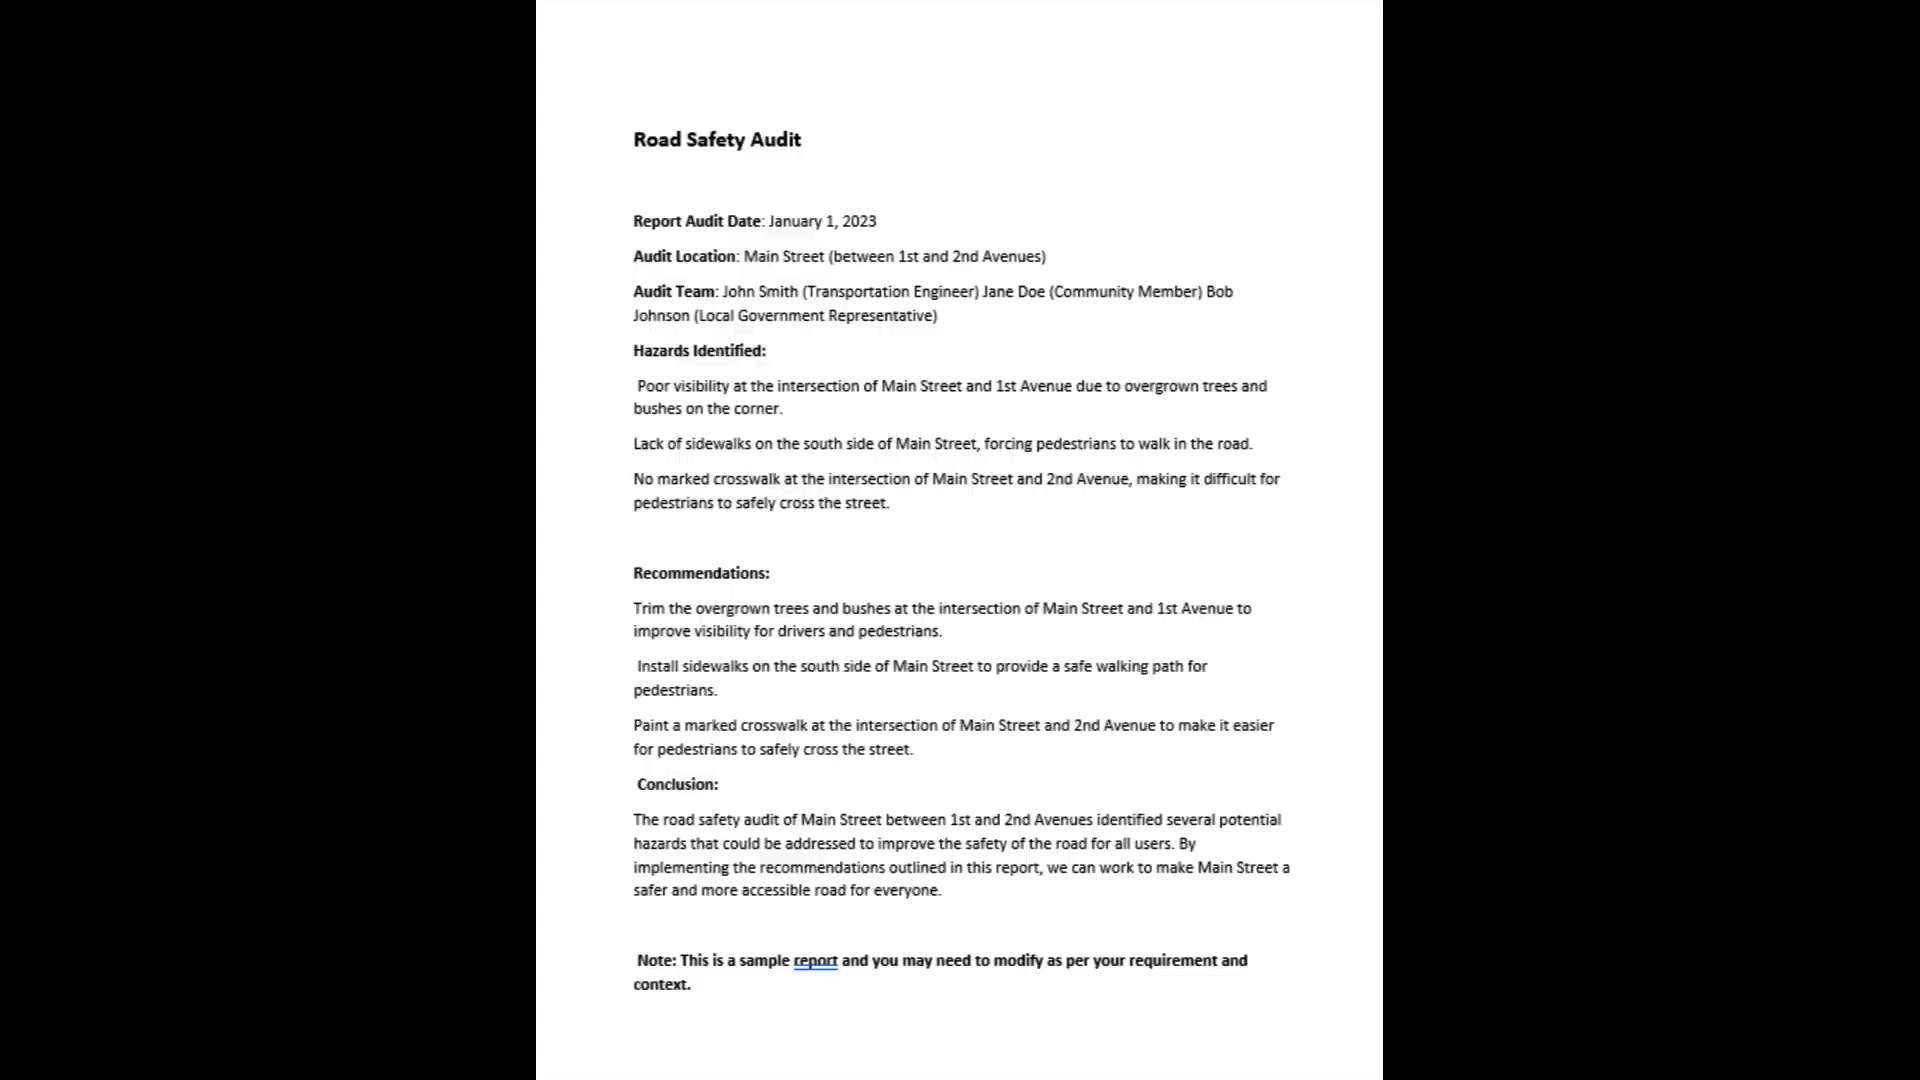 Road Safety Audit
Report Audit Date: January 1, 2023
Audit Location: Main Street (between 1st and 2nd Avenues)
Audit Team: John Smith (Transportation Engineer) Jane Doe (Community Member) Bob
Johnson (Local Government Representative)
Hazards Identified:
Poor visibility at the intersection of Main Street and 1st Avenue due to overgrown trees and
bushes on the corner.
Lack of sidewalks on the south side of Main Street, forcing pedestrians to walk in the road.
No marked crosswalk at the intersection of Main Street and 2nd Avenue, making it difficult for
pedestrians to safely cross the street.
Recommendations:
Trim the overgrown trees and bushes at the intersection of Main Street and 1st Avenue to
improve visibility for drivers and pedestrians.
Install sidewalks on the south side of Main Street to provide a safe walking path for
pedestrians.
Paint a marked crosswalk at the intersection of Main Street and 2nd Avenue to make it easier
for pedestrians to safely cross the street.
Conclusion:
The road safety audit of Main Street between 1st and 2nd Avenues identified several potential
hazards that could be addressed to improve the safety of the road for all users. By
implementing the recommendations outlined in this report, we can work to make Main Street a
safer and more accessible road for everyone.
Note: This is a sample report and you may need to modify as per your requirement and
context.